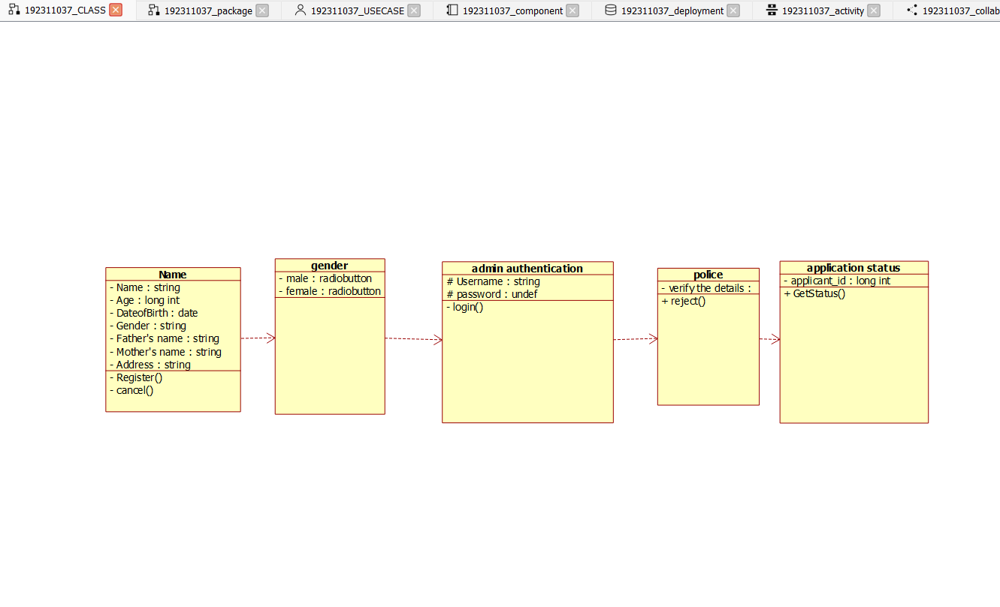 192311037_CLASS
192311037_package
192311037_USECASE
192311037_component
192311037_deployment
192311037_activity
192311037_collab
Name
- Name : string
- Age : long int
- DateofBirth : date
- Gender : string
- Father's name : string
- Mother's name : string
- Address : string
- Register()
- cancel()
gender
- male : radiobutton
- female : radiobutton
admin authentication
# Username : string
# password : undef
- login()
police
- verify the details :
+ reject()
application status
- applicant_id : long int
+ GetStatus()